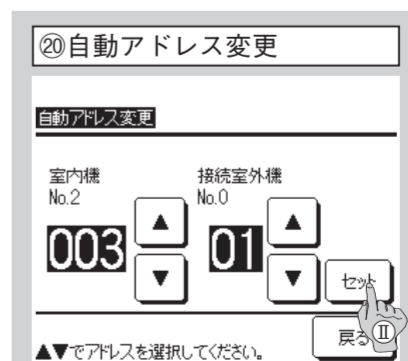 ⑳自動アドレス変更
自動アドレス変更
室内機 接続室外機
No.2 No.0
003 ▲ ▼ 01 ▲ ▼
セット
戻る Ⅱ
▲▼でアドレスを選択してください。